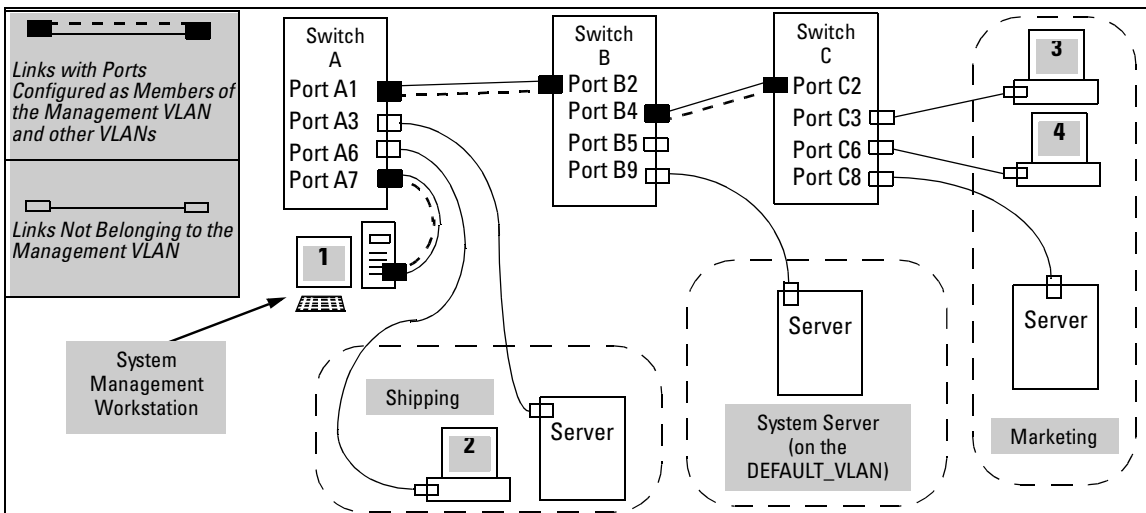 Links with Ports
Configured as Members of
the Management VLAN
and other VLANs
Links Not Belonging to the
Management VLAN
Switch
A
Port A1
Port A3
Port A6
Port A7
Switch
B
Port B2
Port B4
Port B5
Port B9
Switch
C
Port C2
Port C3
Port C6
Port C8
3
4
1
System
Management
Workstation
Shipping
2
Server
Server
System Server
(on the
DEFAULT_VLAN)
Server
Marketing